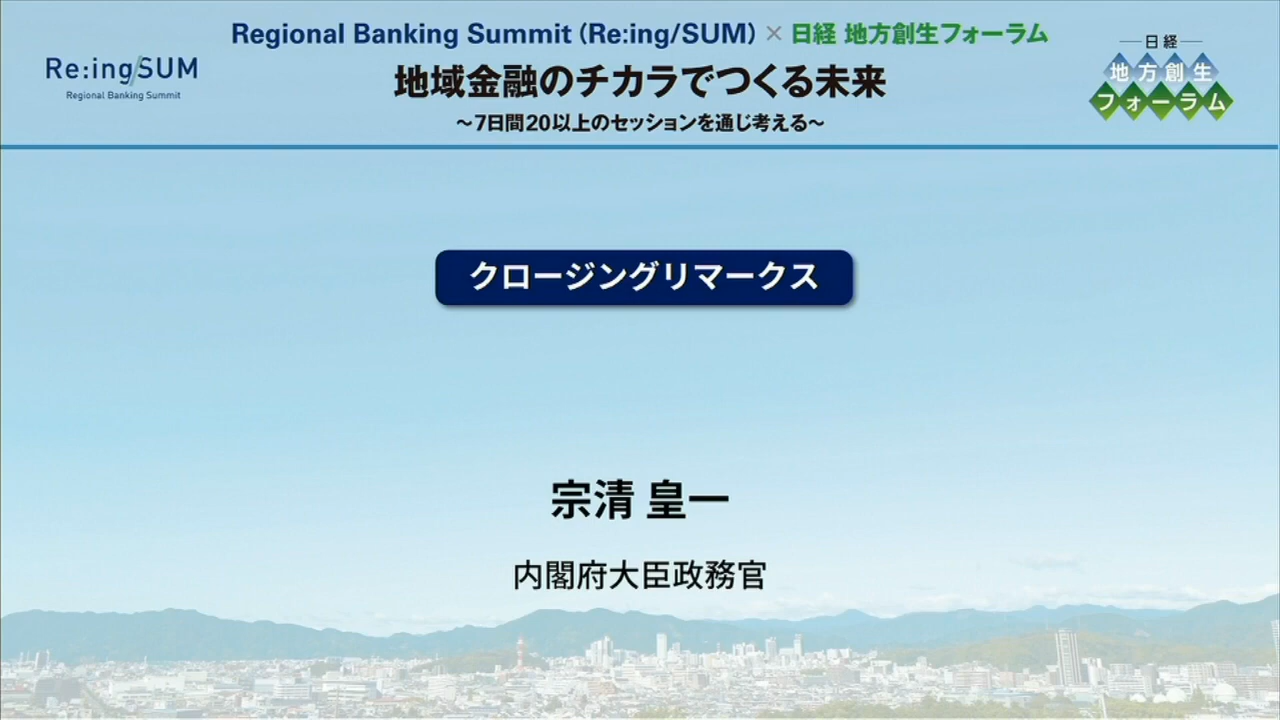 Regional Banking Summit (Re:ing/SUM) × 日経 地方創生フォーラム
Re:ing/SUM
Regional Banking Summit
地域金融のチカラでつくる未来
~7日間20以上のセッションを通じ考える~
日経
地方創生
フォーラム
クロージングリマークス
宗清 皇一
内閣府大臣政務官